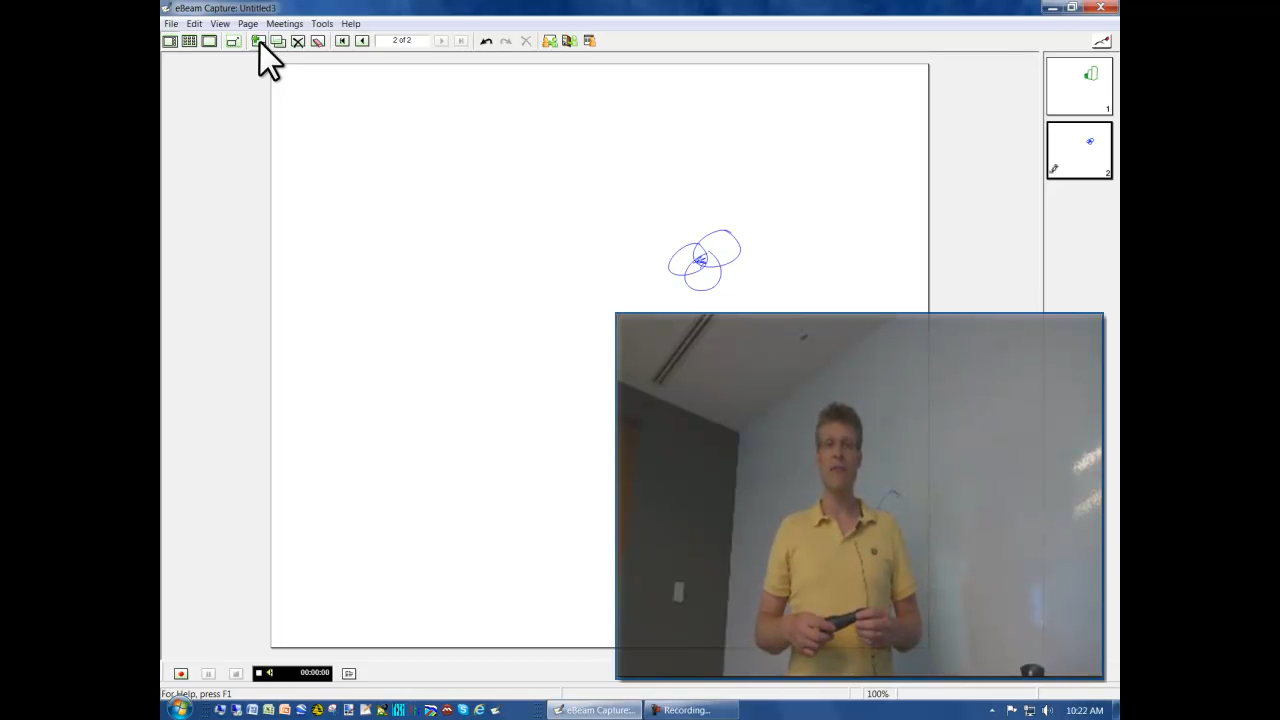 eBeam Capture: Untitled3
File Edit View Page Meetings Tools Help
2 of 2
1
2
00:00:00
For Help, press F1
100%
eBeam Capture:...
Recording...
10:22 AM